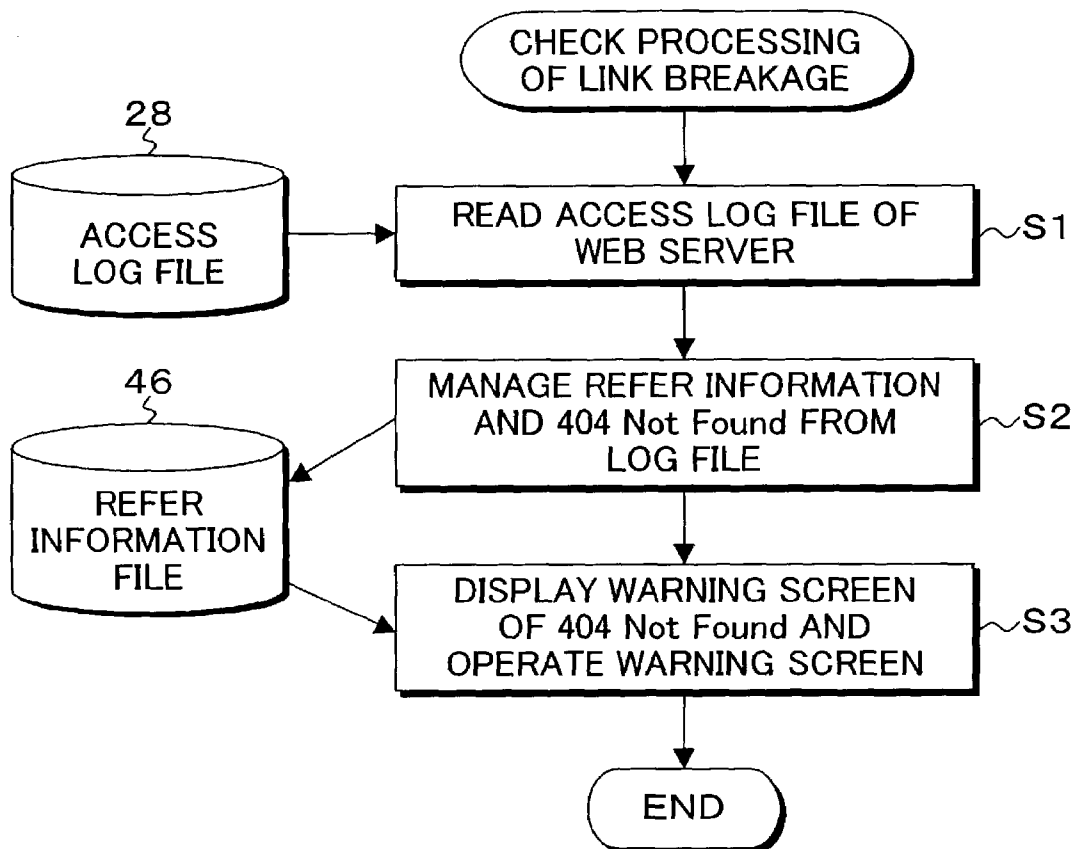 CHECK PROCESSING
OF LINK BREAKAGE
28
ACCESS
LOG FILE
READ ACCESS LOG FILE OF
WEB SERVER
S1
46
REFER
INFORMATION
FILE
MANAGE REFER INFORMATION
AND 404 Not Found FROM
LOG FILE
S2
DISPLAY WARNING SCREEN
OF 404 Not Found AND
OPERATE WARNING SCREEN
S3
END